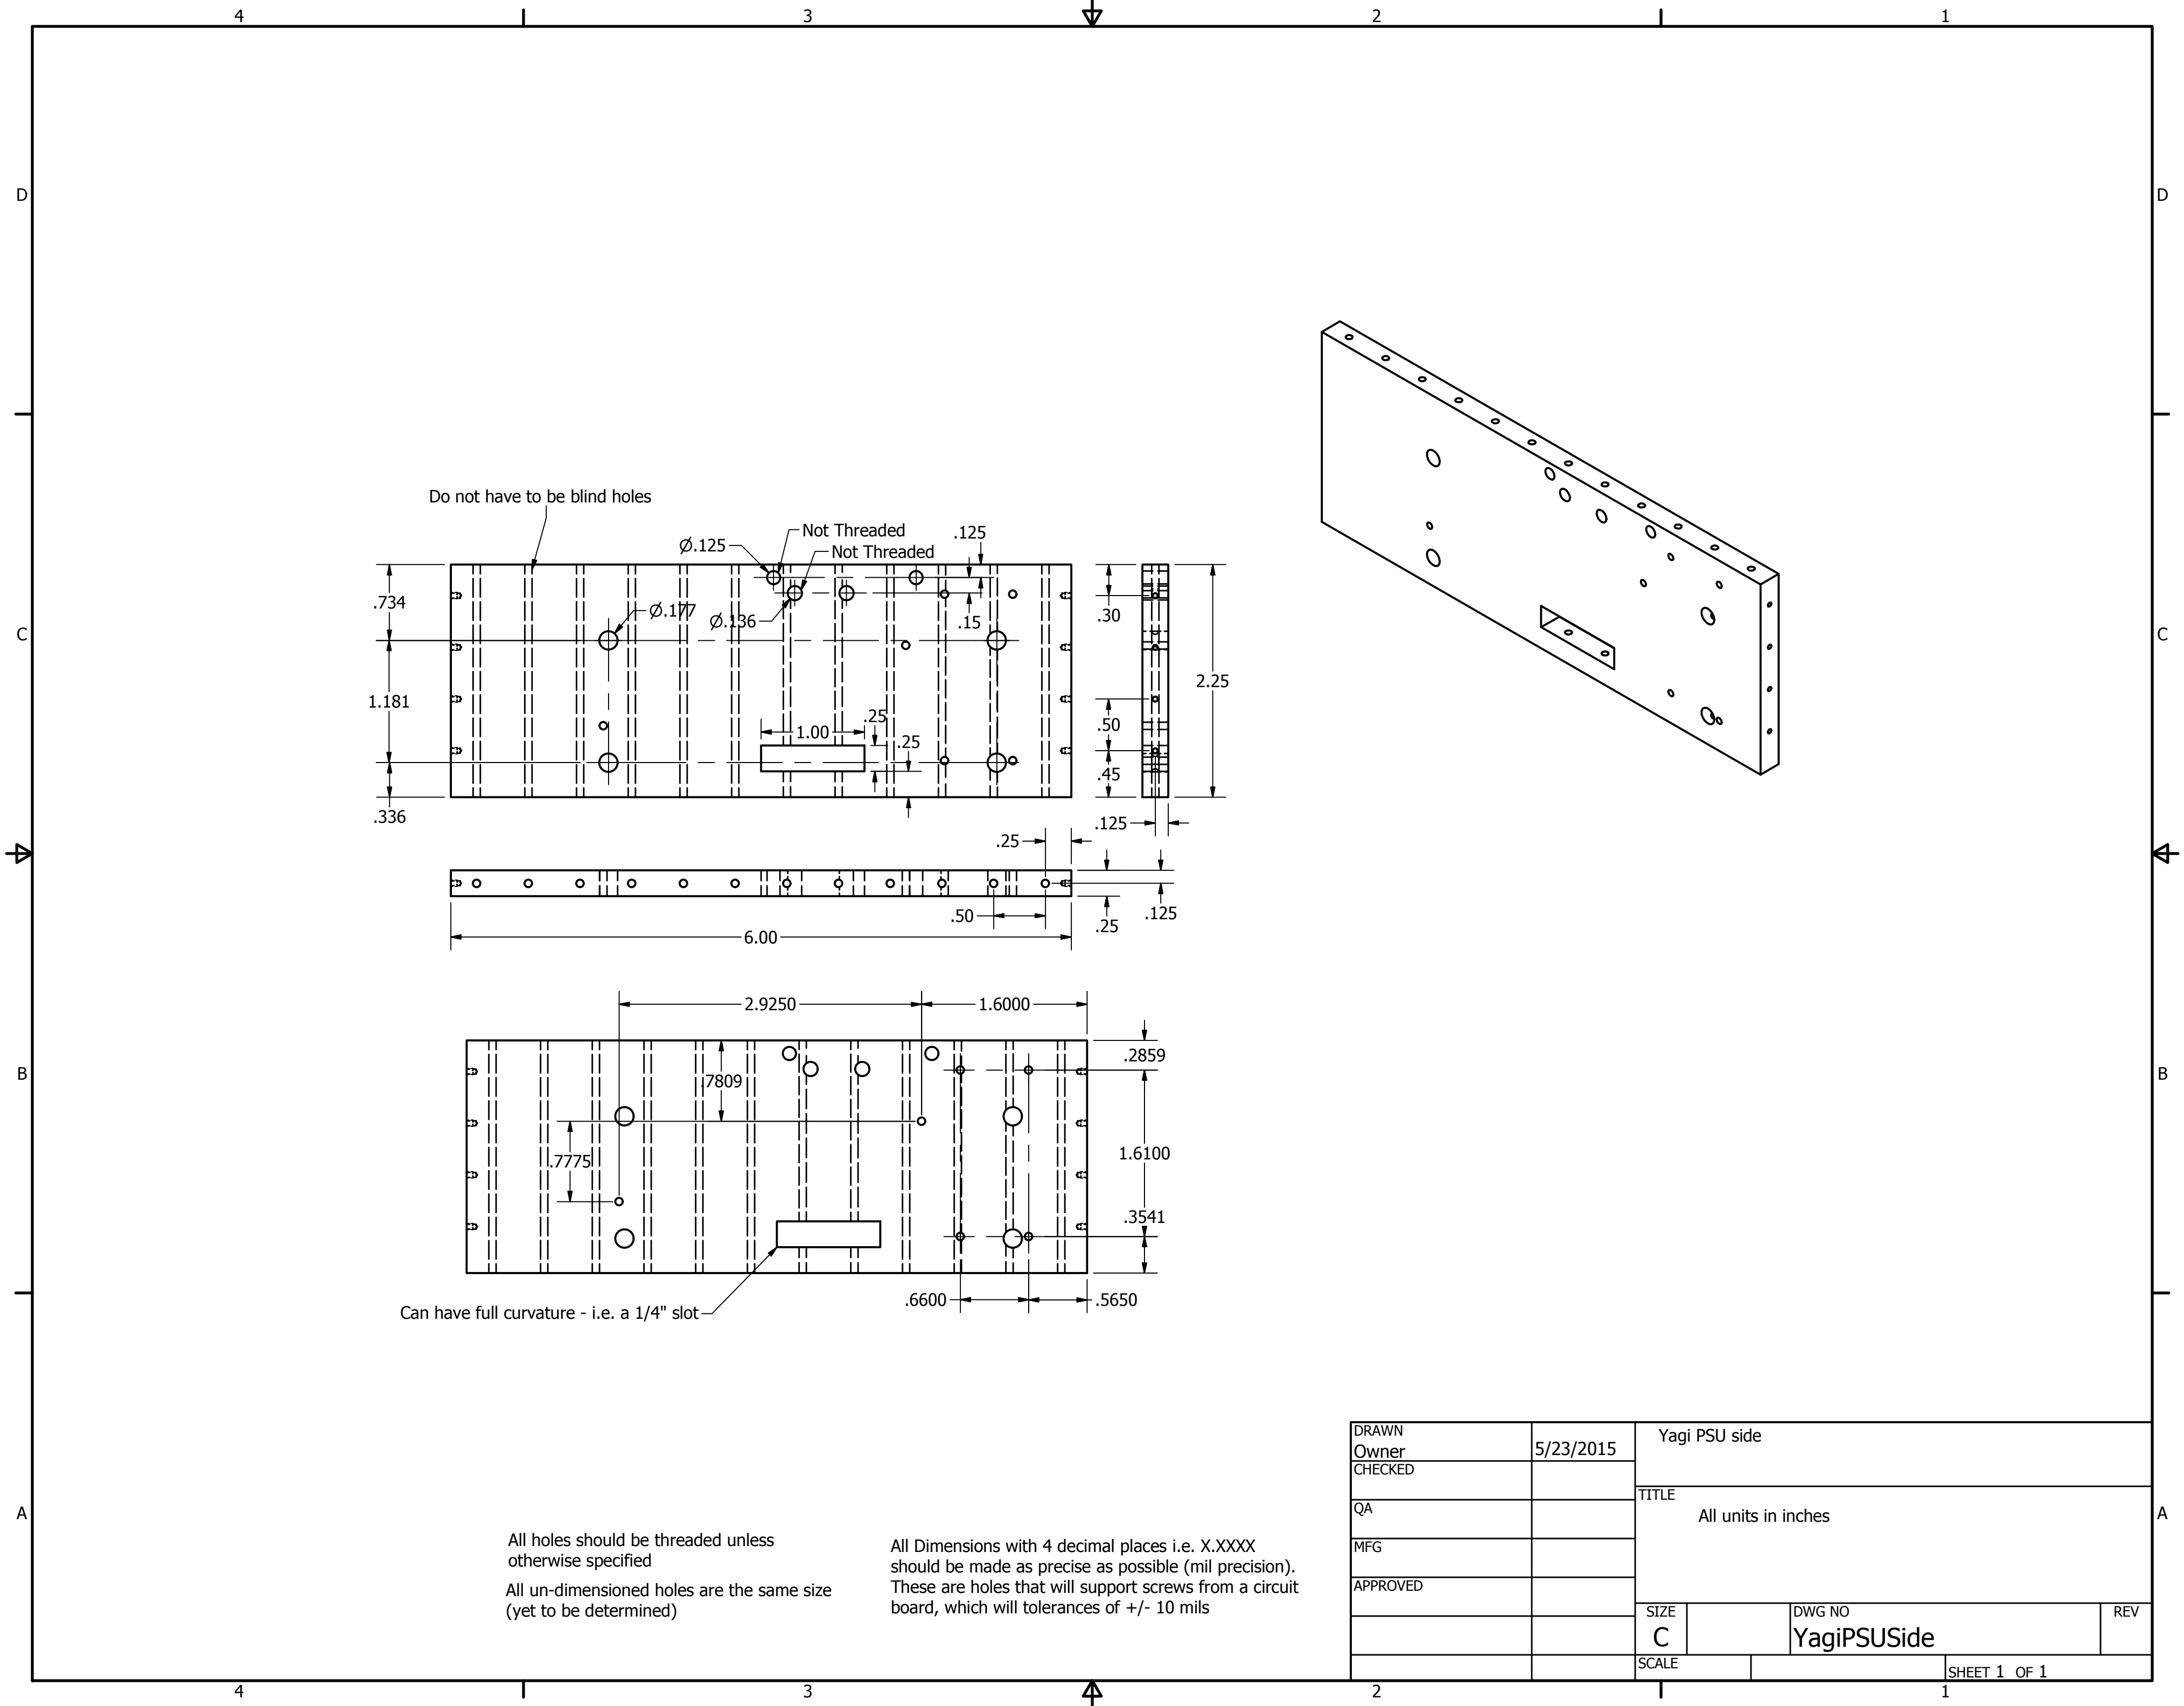 4 3 2 1
D D
Do not have to be blind holes
Not Threaded
Ø.125
.125
Not Threaded
.734
Ø.177
Ø.136
.15
.30
C C
2.25
1.181
.25
.50
1.00
.25
.45
.336
.125
.25
.50
.125
.25
6.00
2.9250
1.6000
.2859
B B
.7809
1.6100
.7775
.3541
.6600
.5650
Can have full curvature - i.e. a 1/4" slot
DRAWN
Owner
5/23/2015
Yagi PSU side
CHECKED
TITLE
All units in inches
QA
MFG
APPROVED
A A
All holes should be threaded unless
otherwise specified
All un-dimensioned holes are the same size
(yet to be determined)
All Dimensions with 4 decimal places i.e. X.XXXX
should be made as precise as possible (mil precision).
These are holes that will support screws from a circuit
board, which will tolerances of +/- 10 mils
SIZE
C
DWG NO
YagiPSUSide
REV
SCALE
SHEET 1 OF 1
4 3 2 1